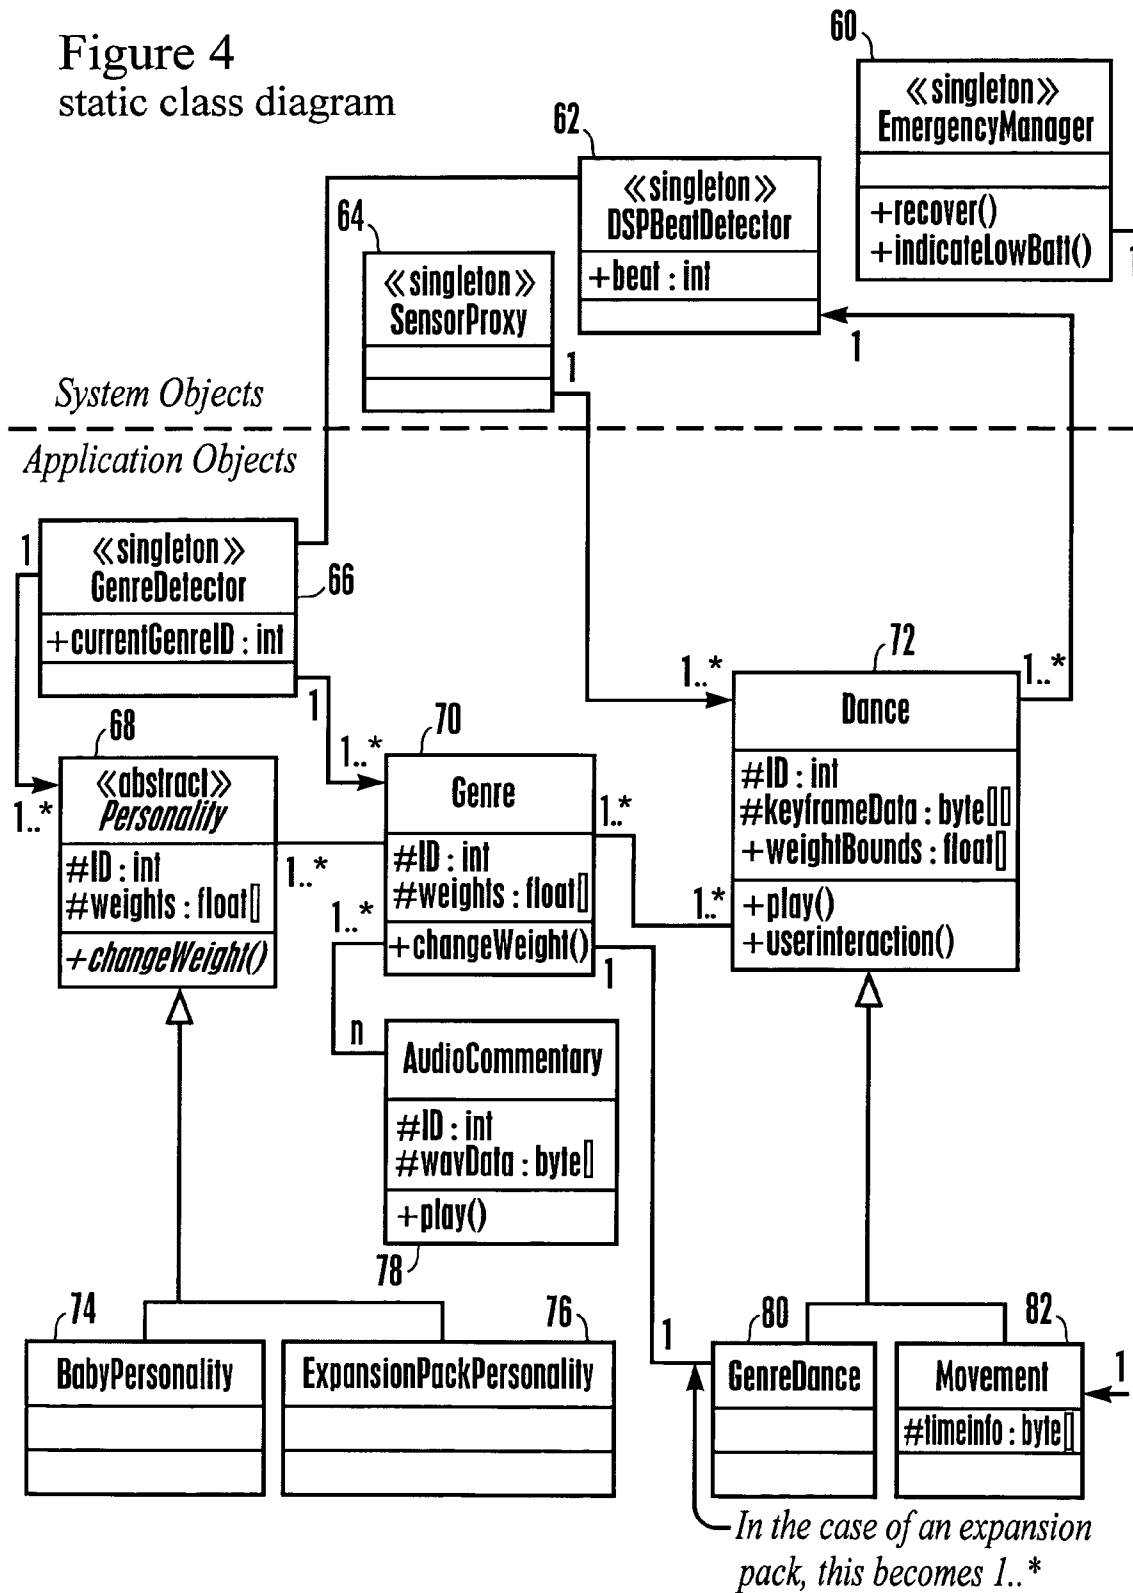 Figure 4
static class diagram
60
≪singleton≫
EmergencyManager
+recover()
+indicateLowBatt()
1
62
≪singleton≫
DSPBeatDetector
+beat : int
1
64
≪singleton≫
SensorProxy
1
System Objects
Application Objects
1
≪singleton≫
GenreDetector
66
+currentGenreID : int
1
1..*
68
≪abstract≫
Personality
#ID : int
#weights : float[]
+changeWeight()
1..*
1..*
70
Genre
#ID : int
#weights : float[]
+changeWeight()
1..*
1..*
1
72
1..*
1..*
Dance
#ID : int
#keyframeData : byte[][]
+weightBounds : float[]
+play()
+userinteraction()
1..*
n
AudioCommentary
#ID : int
#wavData : byte[]
+play()
78
74
BabyPersonality
76
ExpansionPackPersonality
1
80
GenreDance
82
Movement
#timeinfo : byte[]
1
In the case of an expansion
pack, this becomes 1..*